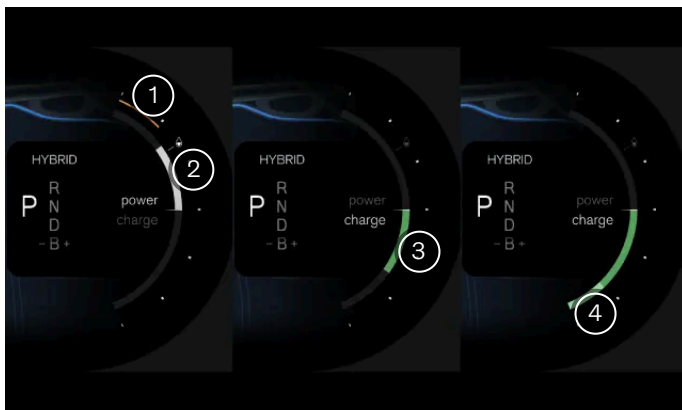 1
2
HYBRID
R
P N
D
- B +
power
charge
HYBRID
R
P N
D
- B +
power
charge
3
HYBRID
R
P N
D
- B +
power
charge
4